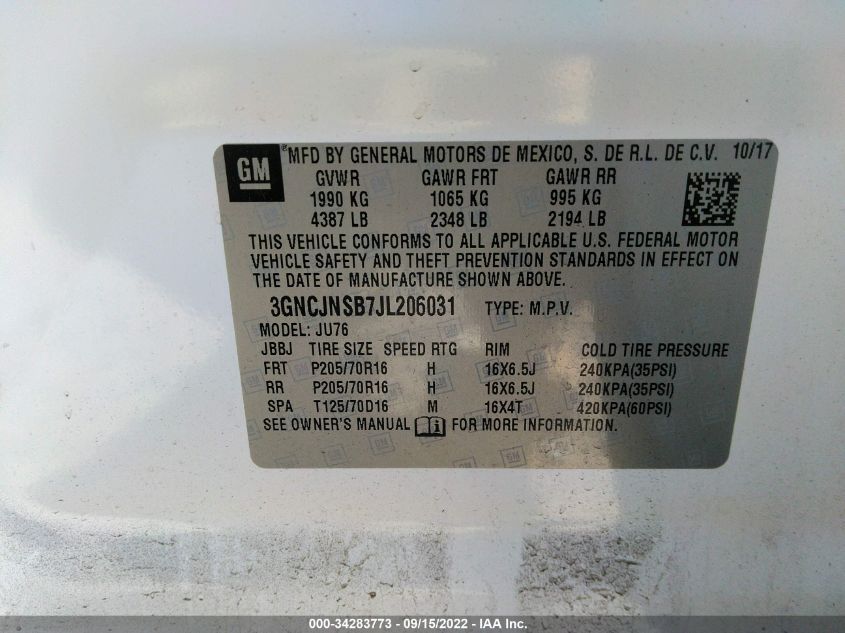 GM ®MFD BY GENERAL MOTORS DE MEXICO, S. DE R.L. DE C.V. 10/17
GVWR GAWR FRT GAWR RR
1990 KG 1065 KG 995 KG
4387 LB 2348 LB 2194 LB
THIS VEHICLE CONFORMS TO ALL APPLICABLE U.S. FEDERAL MOTOR
VEHICLE SAFETY AND THEFT PREVENTION STANDARDS IN EFFECT ON
THE DATE OF MANUFACTURE SHOWN ABOVE.
3GNCJNSB7JL206031 TYPE: M.P.V.
MODEL: JU76
JBBJ TIRE SIZE SPEED RTG RIM COLD TIRE PRESSURE
FRT P205/70R16 H 16X6.5J 240KPA(35PSI)
RR P205/70R16 H 16X6.5J 240KPA(35PSI)
SPA T125/70D16 M 16X4T 420KPA(60PSI)
SEE OWNER'S MANUAL FOR MORE INFORMATION.
000-34283773 - 09/15/2022 - IAA Inc.